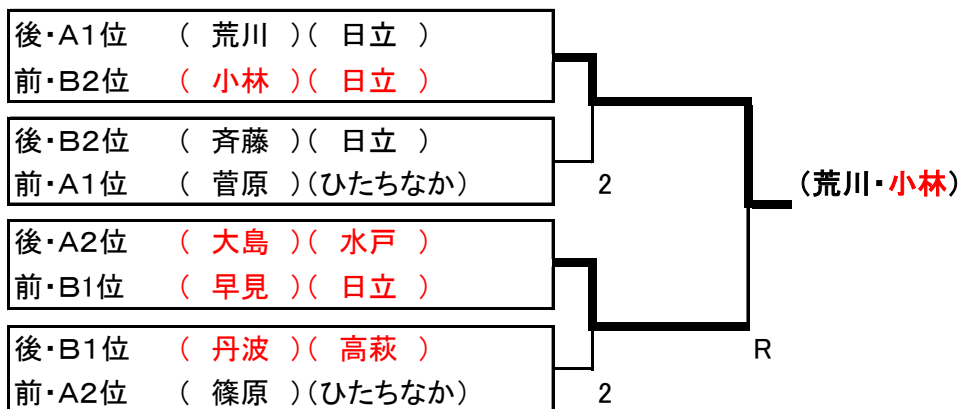 後・A1位 （ 荒川 ）（ 日立 ）
前・B2位 （ 小林 ）（ 日立 ）
後・B2位 （ 斉藤 ）（ 日立 ）
前・A1位 （ 菅原 ）（ひたちなか）
2
（荒川・小林）
後・A2位 （ 大島 ）（ 水戸 ）
前・B1位 （ 早見 ）（ 日立 ）
後・B1位 （ 丹波 ）（ 高萩 ）
R
前・A2位 （ 篠原 ）（ひたちなか）
2